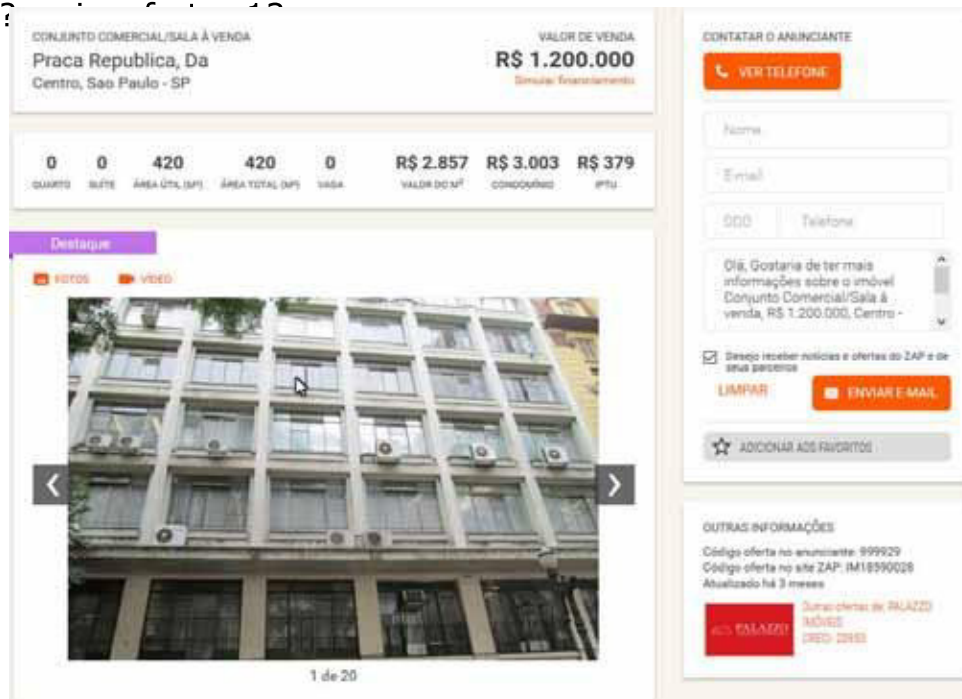 CONJUNTO COMERCIAL/SALA À VENDA
Praca Republica, Da
Centro, Sao Paulo - SP
VALOR DE VENDA
R$ 1.200.000
Simular financiamento
0 0 420 420 0 R$ 2.857 R$ 3.003 R$ 379
QUARTO SUÍTE ÁREA ÚTIL (M²) ÁREA TOTAL (M²) VAGA VALOR DO M² CONDOMÍNIO IPTU
Destaque
FOTOS VÍDEO
1 de 20
CONTATAR O ANUNCIANTE
VER TELEFONE
Nome
E-mail
DDD Telefone
Olá, Gostaria de ter mais
informações sobre o imóvel
Conjunto Comercial/Sala à
venda, R$ 1.200.000, Centro -
Desejo receber notícias e ofertas do ZAP e de
seus parceiros
LIMPAR ENVIAR E-MAIL
ADICIONAR AOS FAVORITOS
OUTRAS INFORMAÇÕES
Código oferta no anunciante: 999929
Código oferta no site ZAP: IM18590028
Atualizado há 3 meses
PALAZZO
Outras ofertas de: PALAZZO
IMÓVEIS
CRECI: